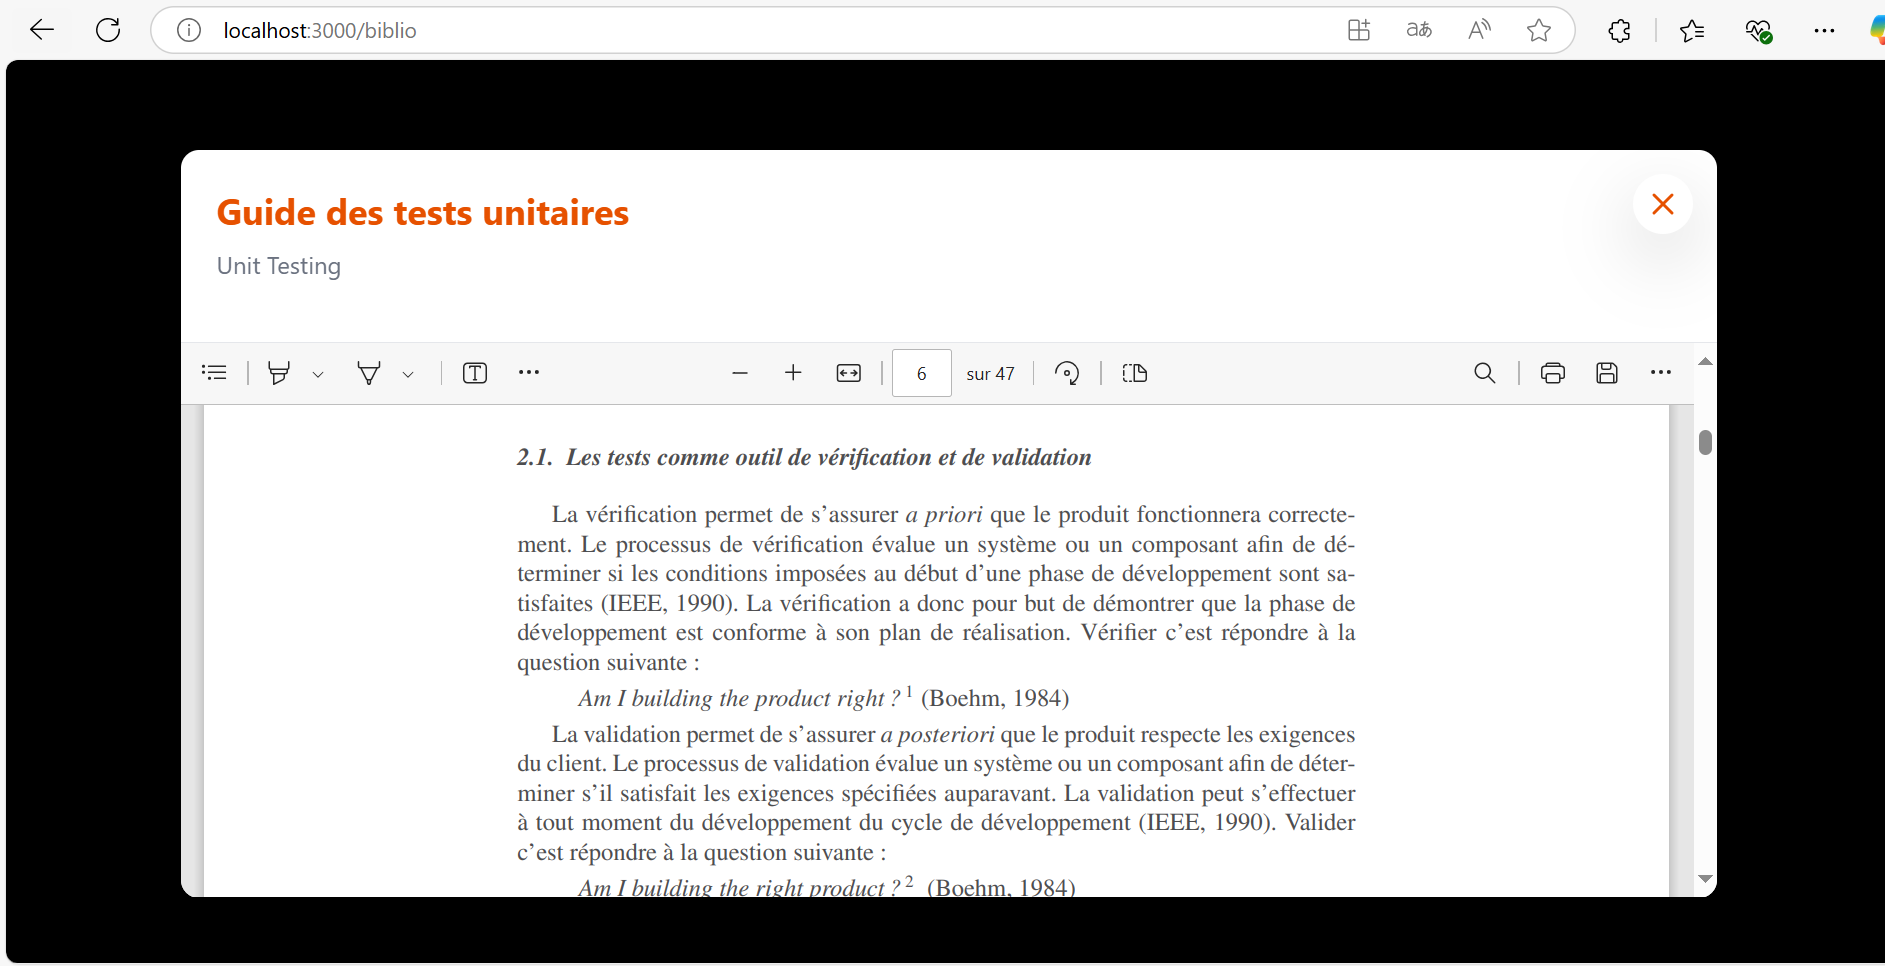 localhost:3000/biblio
Guide des tests unitaires
Unit Testing
6 sur 47
2.1. Les tests comme outil de vérification et de validation
La vérification permet de s’assurer a priori que le produit fonctionnera correcte-
ment. Le processus de vérification évalue un système ou un composant afin de dé-
terminer si les conditions imposées au début d’une phase de développement sont sa-
tisfaites (IEEE, 1990). La vérification a donc pour but de démontrer que la phase de
développement est conforme à son plan de réalisation. Vérifier c’est répondre à la
question suivante :
Am I building the product right ? 1 (Boehm, 1984)
La validation permet de s’assurer a posteriori que le produit respecte les exigences
du client. Le processus de validation évalue un système ou un composant afin de déter-
miner s’il satisfait les exigences spécifiées auparavant. La validation peut s’effectuer
à tout moment du développement du cycle de développement (IEEE, 1990). Valider
c’est répondre à la question suivante :
Am I building the right product ? 2 (Boehm, 1984)